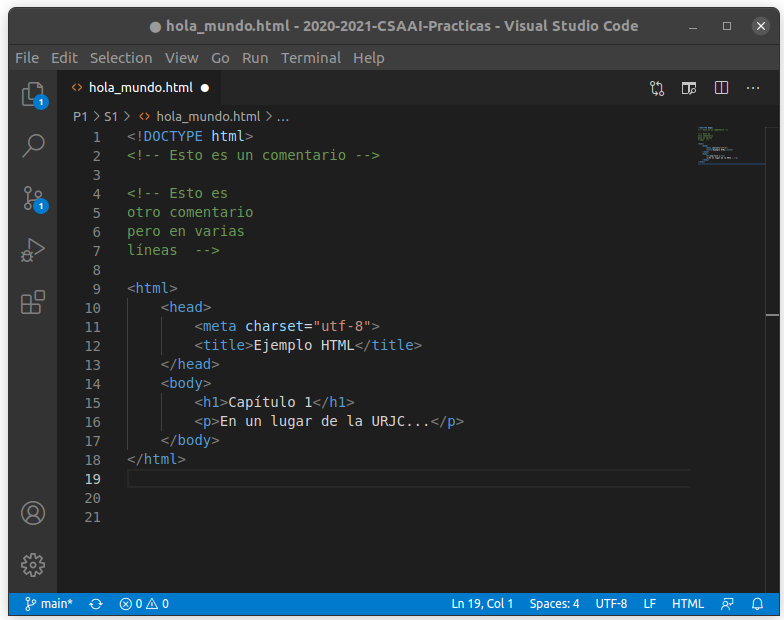 hola_mundo.html - 2020-2021-CSAAI-Practicas - Visual Studio Code
File Edit Selection View Go Run Terminal Help
1
<> hola_mundo.html
P1 > S1 > <> hola_mundo.html > ...
1 <!DOCTYPE html>
2 <!-- Esto es un comentario -->
3
4 <!-- Esto es
5 otro comentario
6 pero en varias
7 líneas  -->
8
9 <html>
10     <head>
11         <meta charset="utf-8">
12         <title>Ejemplo HTML</title>
13     </head>
14     <body>
15         <h1>Capítulo 1</h1>
16         <p>En un lugar de la URJC...</p>
17     </body>
18 </html>
19
20
21
1
main* 0 0 Ln 19, Col 1 Spaces: 4 UTF-8 LF HTML